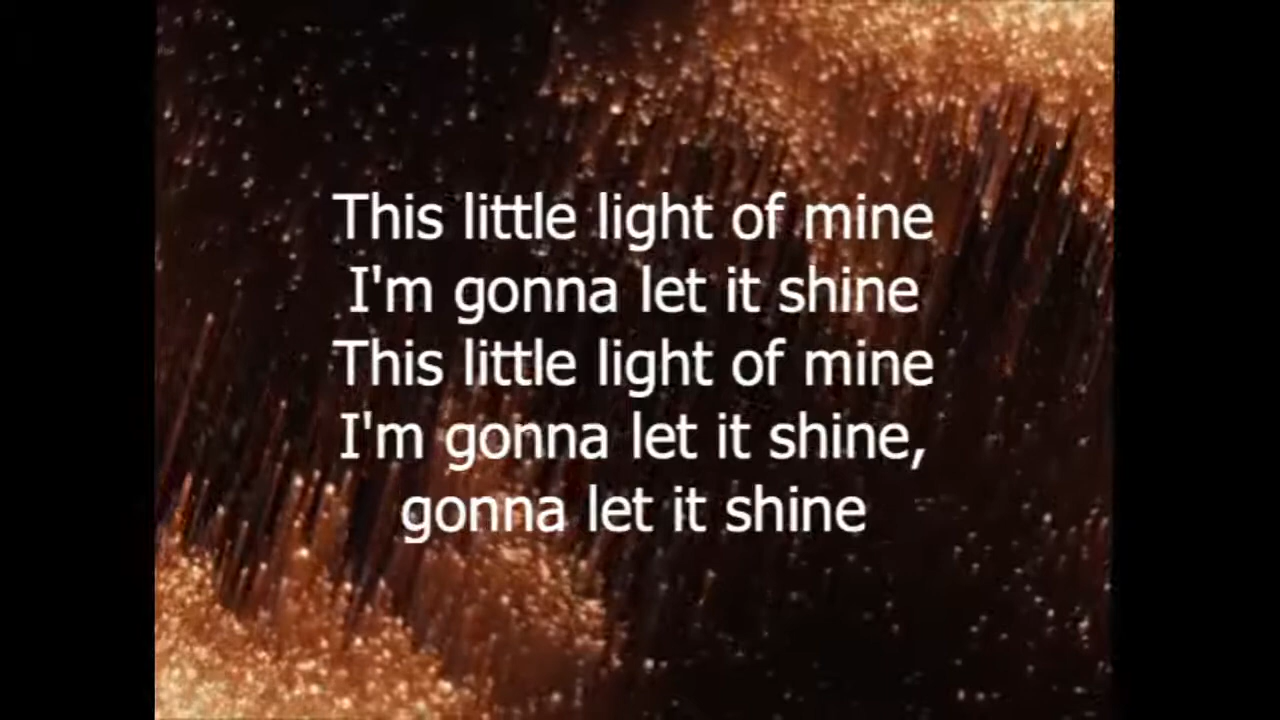 This little light of mine
I'm gonna let it shine
This little light of mine
I'm gonna let it shine,
gonna let it shine